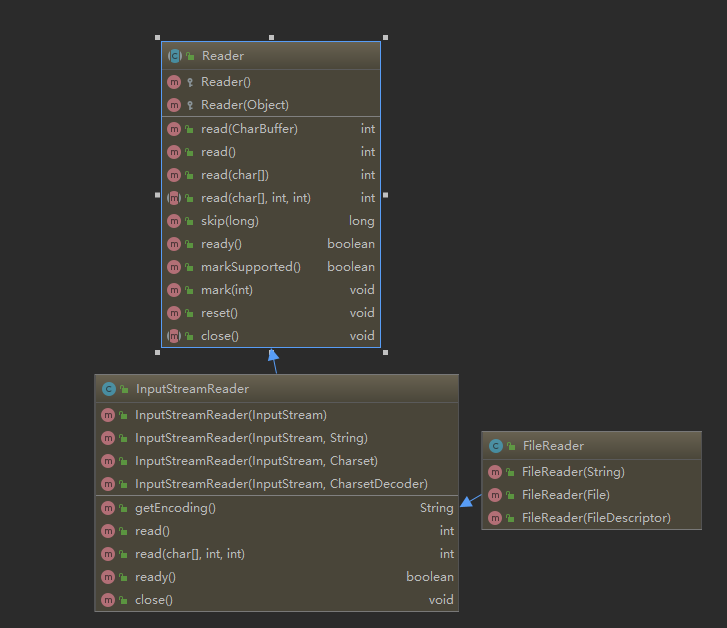 Reader
Reader()
Reader(Object)
read(CharBuffer) int
read() int
read(char[]) int
read(char[], int, int) int
skip(long) long
ready() boolean
markSupported() boolean
mark(int) void
reset() void
close() void
InputStreamReader
InputStreamReader(InputStream)
InputStreamReader(InputStream, String)
InputStreamReader(InputStream, Charset)
InputStreamReader(InputStream, CharsetDecoder)
getEncoding() String
read() int
read(char[], int, int) int
ready() boolean
close() void
FileReader
FileReader(String)
FileReader(File)
FileReader(FileDescriptor)